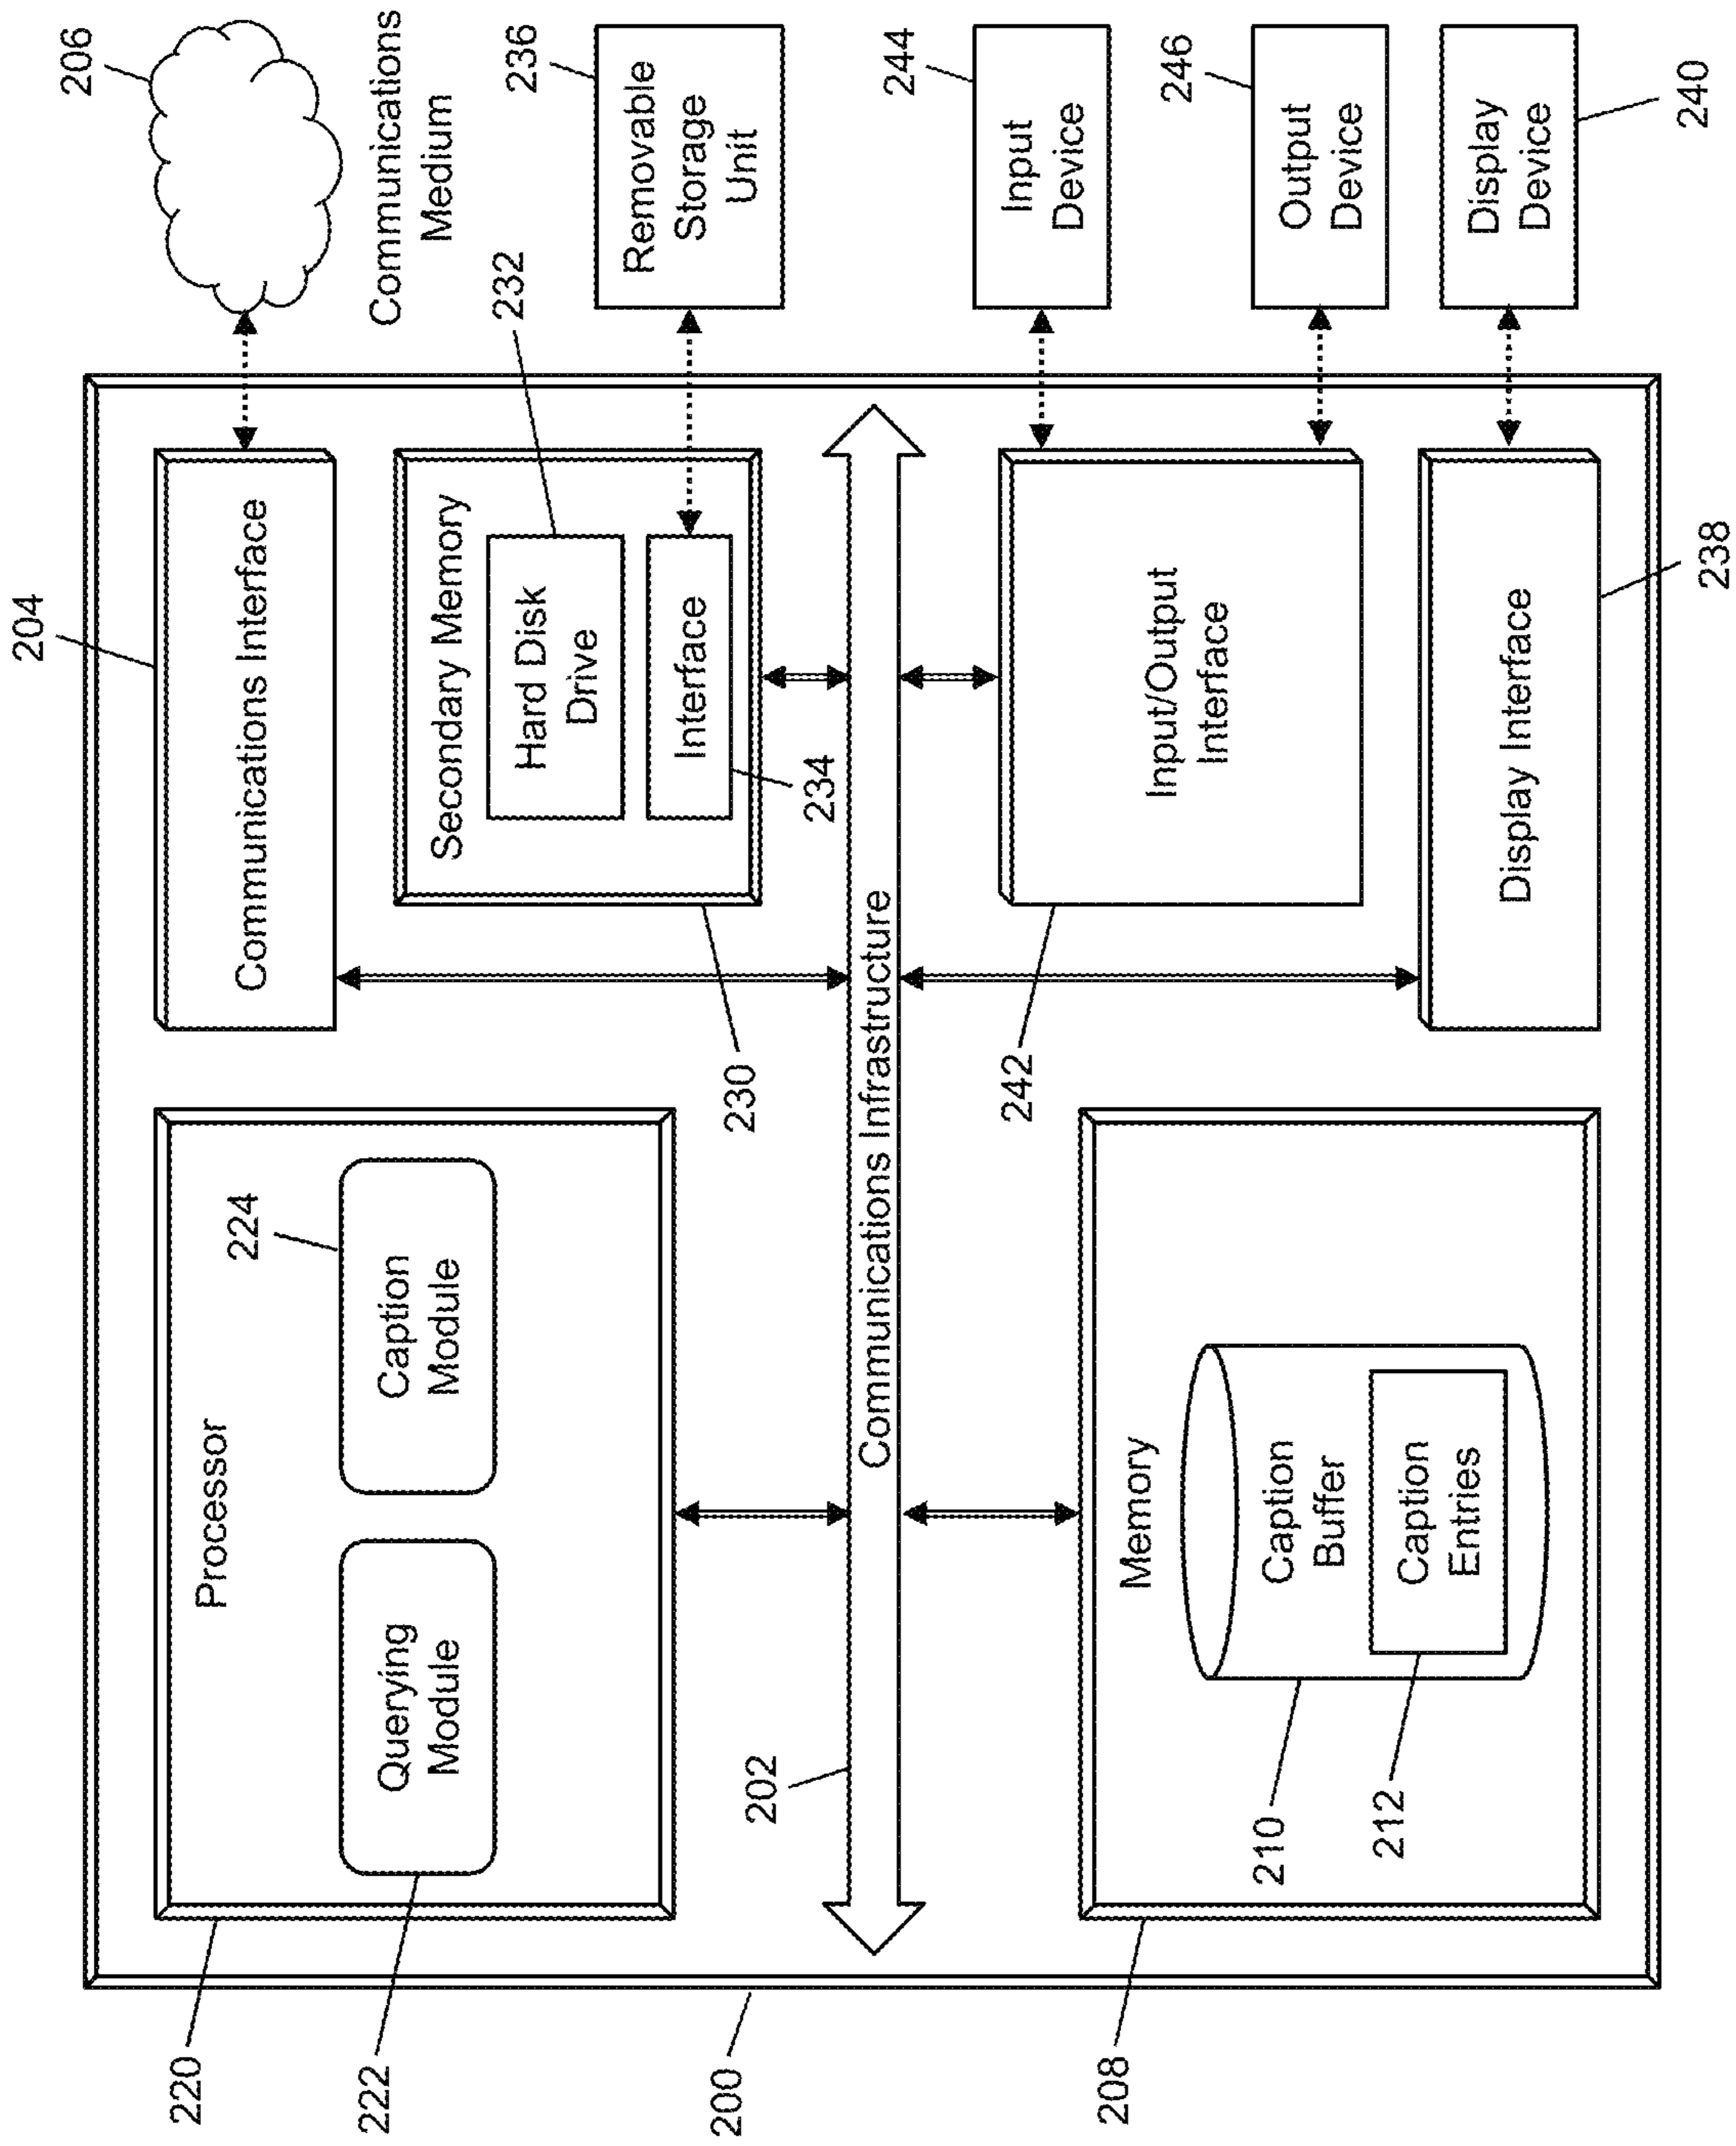 220
222
Processor
Querying
Module
Caption
Module
224
204
Communications Interface
206
Communications
Medium
230
Secondary Memory
Hard Disk
Drive
232
Interface
234
236
Removable
Storage
Unit
200
202
Communications Infrastructure
208
Memory
210
Caption
Buffer
212
Caption
Entries
242
Input/Output
Interface
244
Input
Device
246
Output
Device
Display Interface
238
Display
Device
240